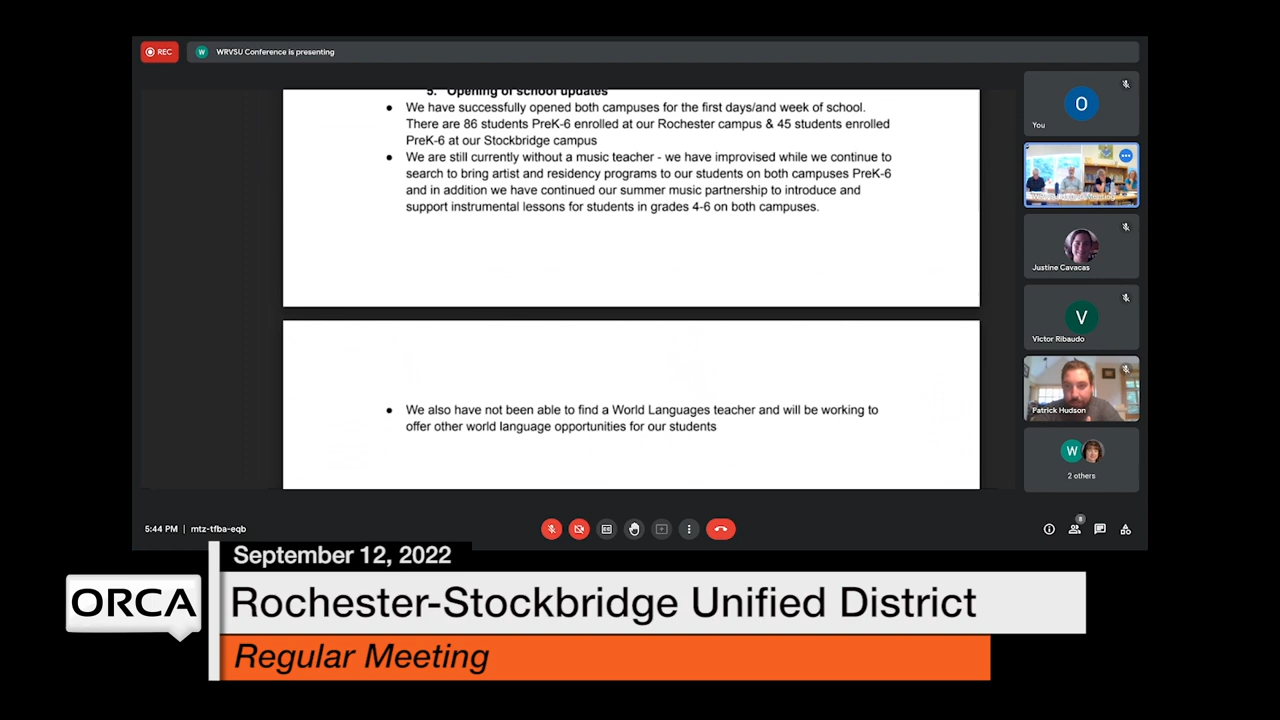 REC
W
WRVSU Conference is presenting
5. Opening of school updates
● We have successfully opened both campuses for the first days/and week of school.
There are 86 students PreK-6 enrolled at our Rochester campus & 45 students enrolled
PreK-6 at our Stockbridge campus
● We are still currently without a music teacher - we have improvised while we continue to
search to bring artist and residency programs to our students on both campuses PreK-6
and in addition we have continued our summer music partnership to introduce and
support instrumental lessons for students in grades 4-6 on both campuses.
● We also have not been able to find a World Languages teacher and will be working to
offer other world language opportunities for our students
O
You
Justine Cavacas
V
Victor Ribaudo
Patrick Hudson
W
2 others
5:44 PM | mtz-tfba-eqb
8
September 12, 2022
ORCA
Rochester-Stockbridge Unified District
Regular Meeting